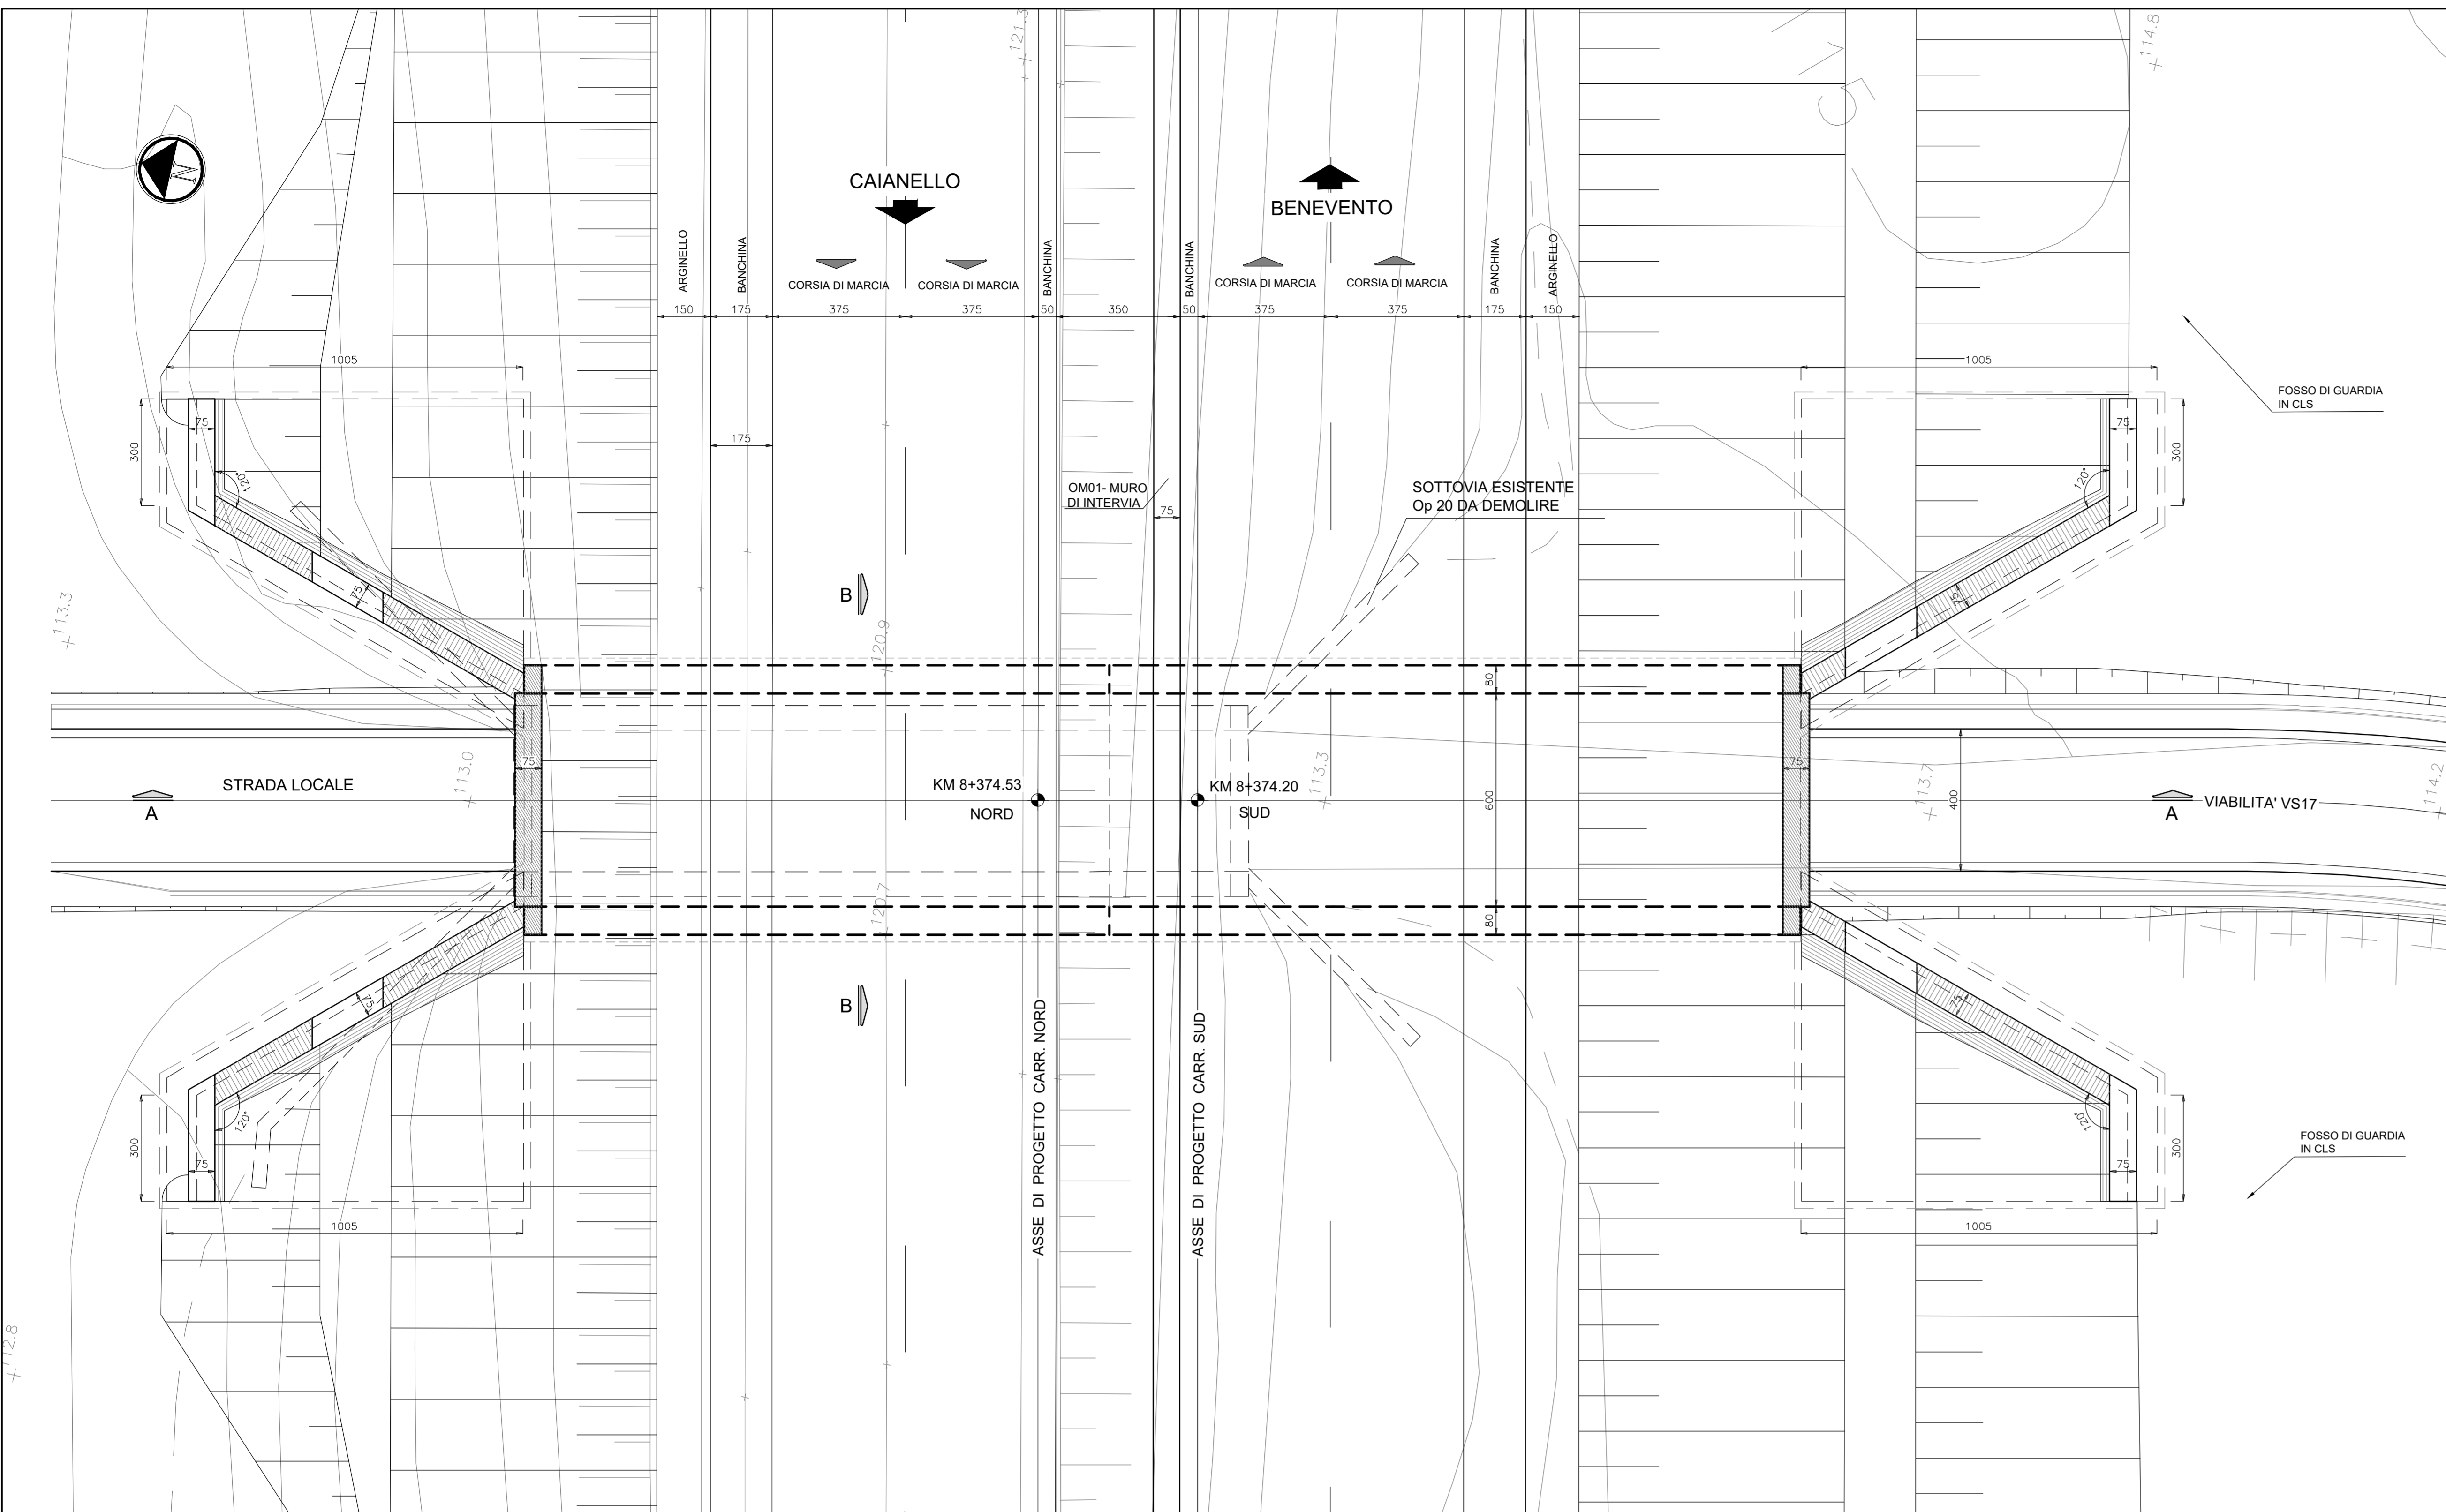 121.3
114.8
N
CAIANELLO
BENEVENTO
ARGINELLO
BANCHINA
CORSIA DI MARCIA
CORSIA DI MARCIA
BANCHINA
BANCHINA
CORSIA DI MARCIA
CORSIA DI MARCIA
BANCHINA
ARGINELLO
150
175
375
375
50
350
50
375
375
175
150
1005
1005
FOSSO DI GUARDIA
IN CLS
300
75
175
75
300
120°
OM01- MURO
DI INTERVIA
75
SOTTOVIA ESISTENTE
Op 20 DA DEMOLIRE
120°
113.3
75
B
120.9
75
80
113.0
75
STRADA LOCALE
A
KM 8+374.53
NORD
KM 8+374.20
SUD
113.3
600
75
113.7
400
A
VIABILITA' VS17
114.2
120.7
80
75
B
ASSE DI PROGETTO CARR. NORD
ASSE DI PROGETTO CARR. SUD
75
300
120°
75
120°
75
300
FOSSO DI GUARDIA
IN CLS
1005
1005
112.8